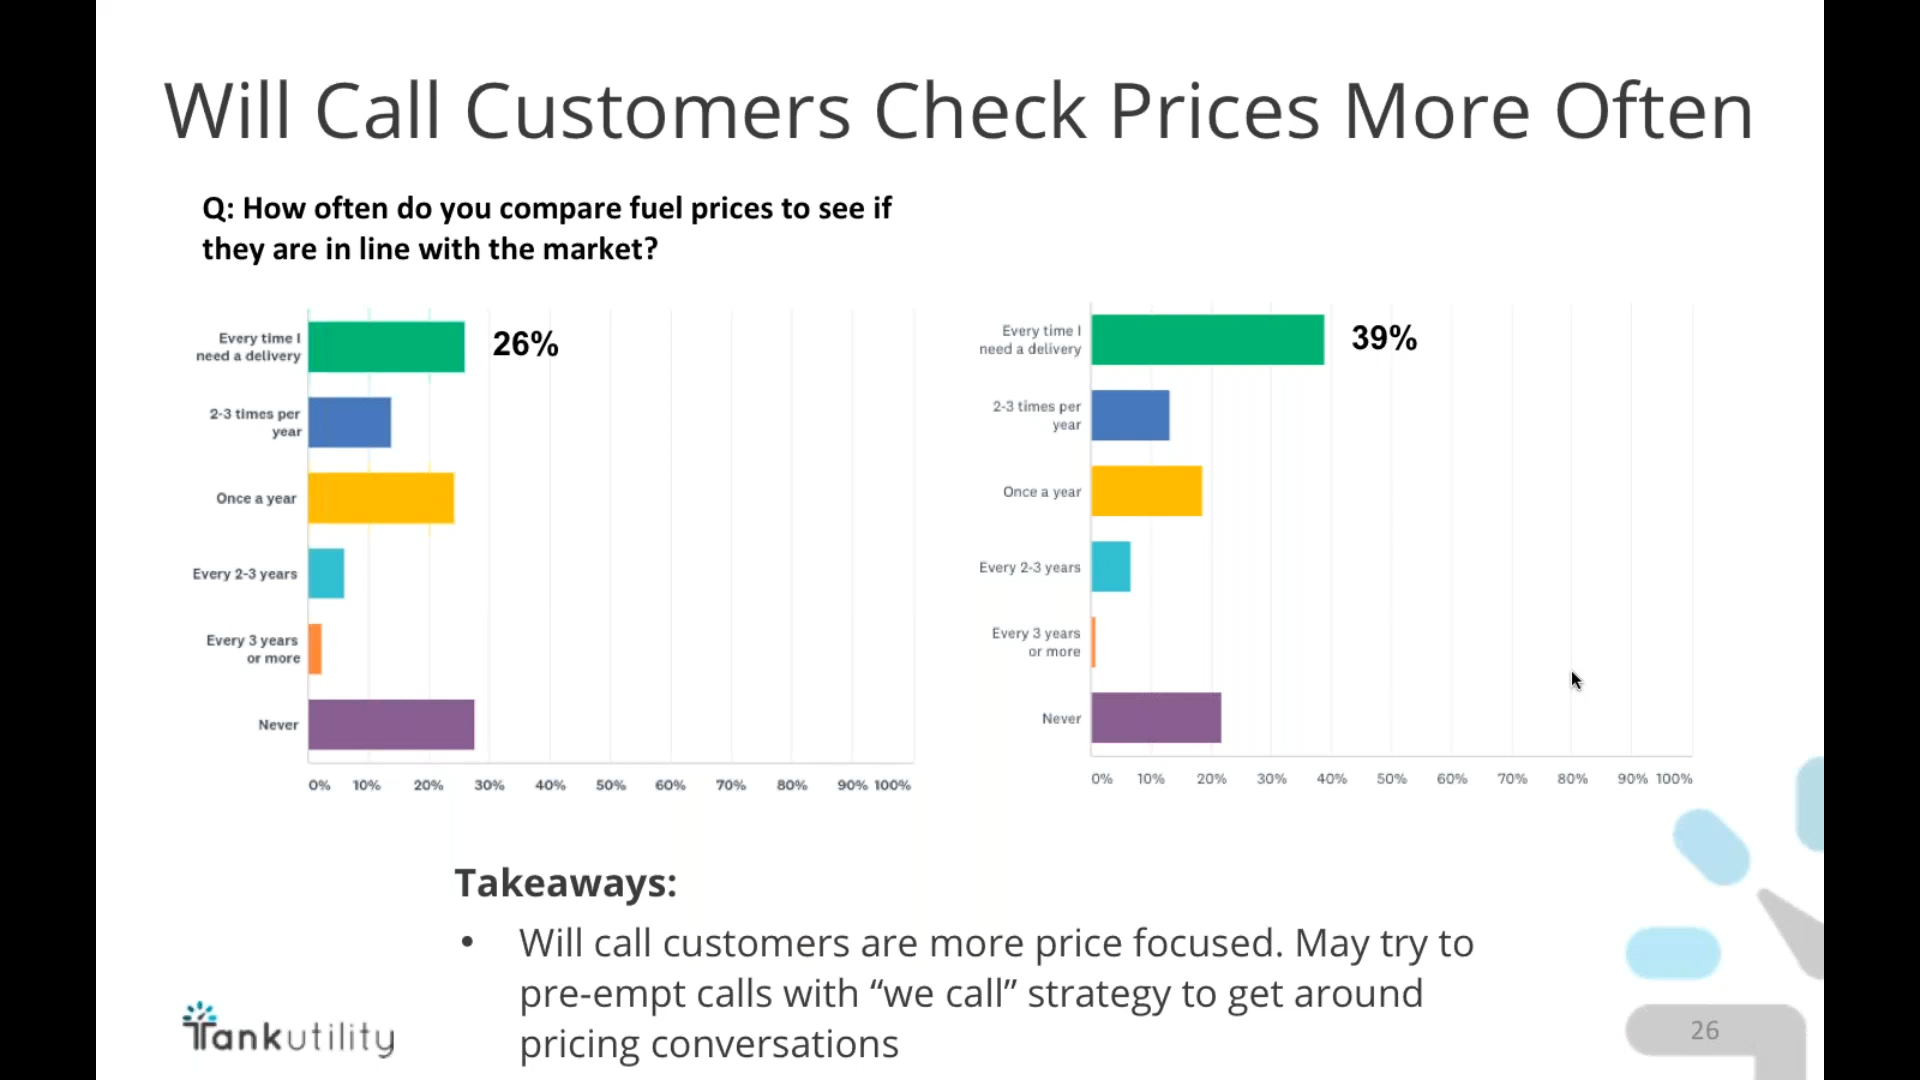 Will Call Customers Check Prices More Often
Q: How often do you compare fuel prices to see if
they are in line with the market?
Every time I
need a delivery
26%
2-3 times per
year
Once a year
Every 2-3 years
Every 3 years
or more
Never
0% 10% 20% 30% 40% 50% 60% 70% 80% 90% 100%
Every time I
need a delivery
39%
2-3 times per
year
Once a year
Every 2-3 years
Every 3 years
or more
Never
0% 10% 20% 30% 40% 50% 60% 70% 80% 90% 100%
Takeaways:
• Will call customers are more price focused. May try to
pre-empt calls with “we call” strategy to get around
pricing conversations
Tankutility
26